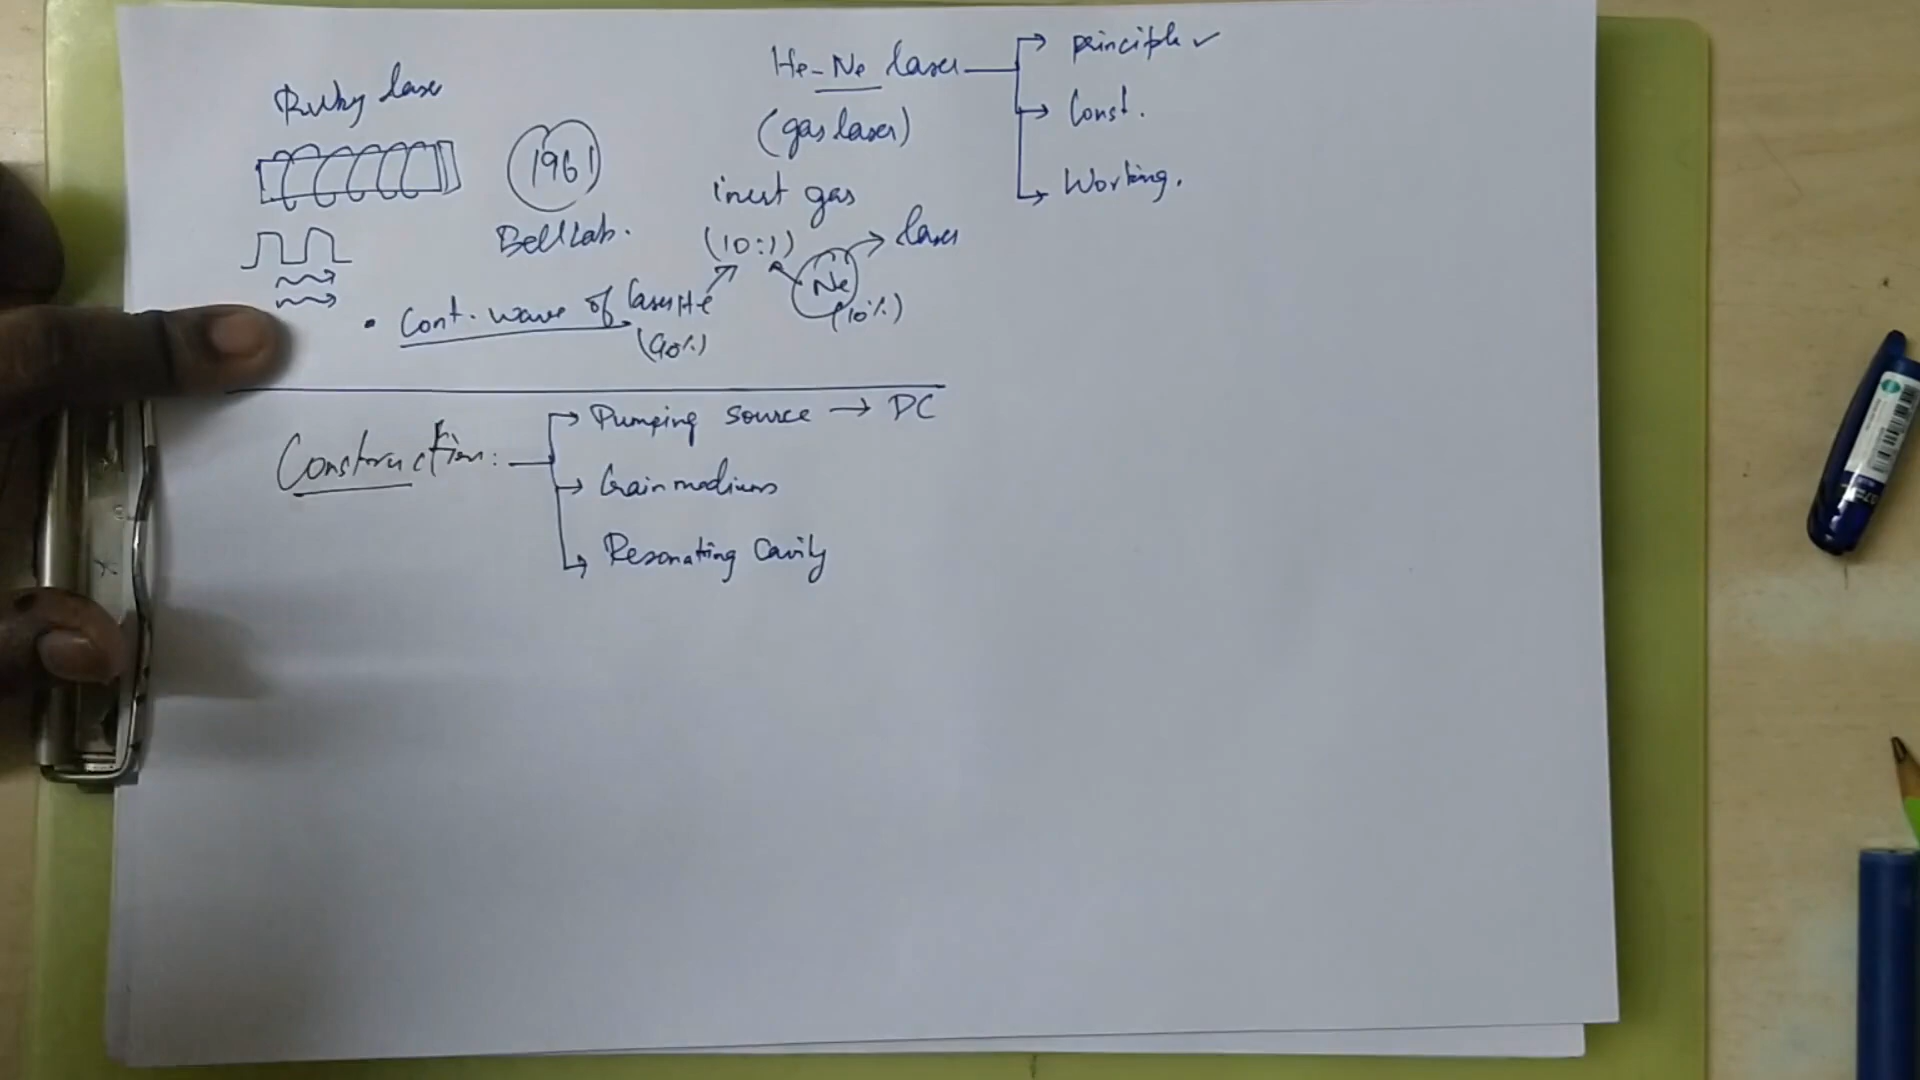 Ruby laser
1961
Bell Lab.
He-Ne laser
(gas laser)
inert gas
(10:1)
Ne
(10%)
laser
principle ✓
Const.
Working.
• Cont. wave of laser
He
(90%)
Construction:
Pumping source → DC
Gain medium
Resonating Cavity